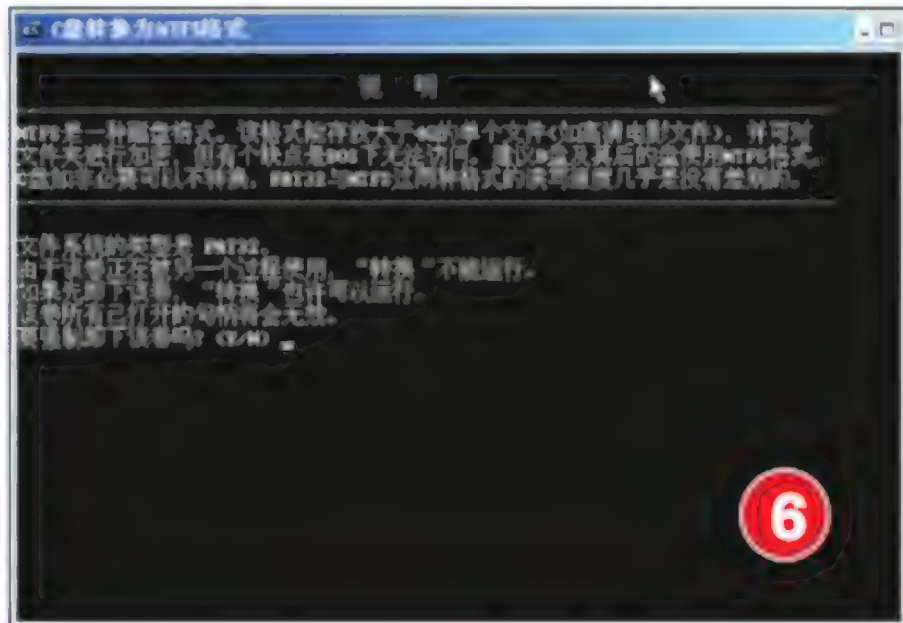 C盘转换为NTFS格式
说 明
NTFS是一种磁盘格式。该格式能存放大于4G的单个文件(如高清电影文件)。并可对
文件夹进行加密。但有个缺点是DOS下无法访问。建议D盘及其后的盘使用NTFS格式。
C盘如非必要可以不转换。FAT32与NTFS这两种格式的读写速度几乎是没有差别的。
文件系统的类型是 FAT32。
由于该卷正在被另一个过程使用，“转换”不能运行。
如果先卸下该卷，“转换”也许可以运行。
该卷所有已打开的句柄将会无效。
要强制卸下该卷吗? (Y/N)
6